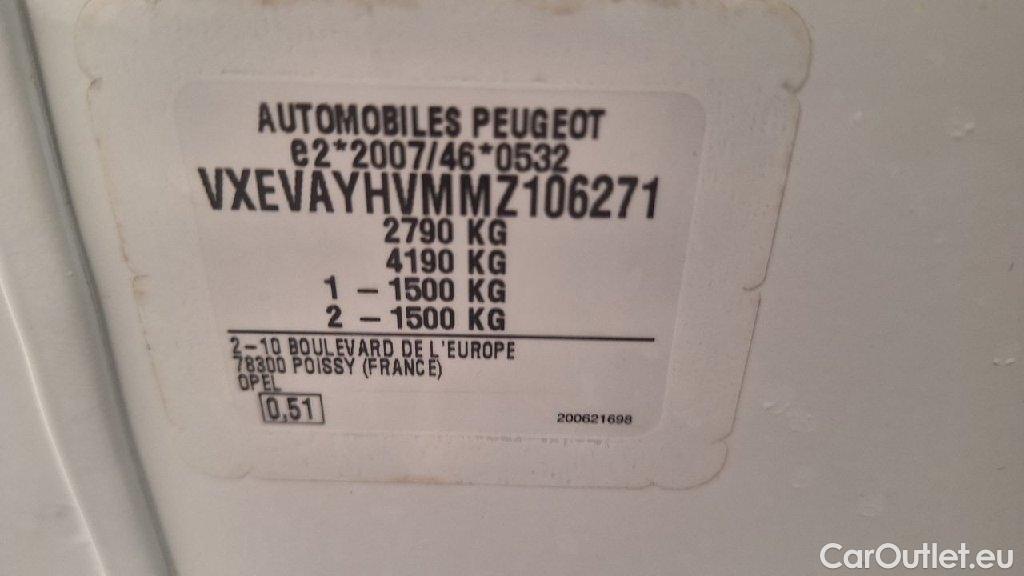 AUTOMOBILES PEUGEOT
e2*2007/46*0532
VXEVAYHVMMZ106271
2790 KG
4190 KG
1 - 1500 KG
2 - 1500 KG
2-10 BOULEVARD DE L'EUROPE
78300 POISSY (FRANCE)
OPEL
0,51
200621698
CarOutlet.eu